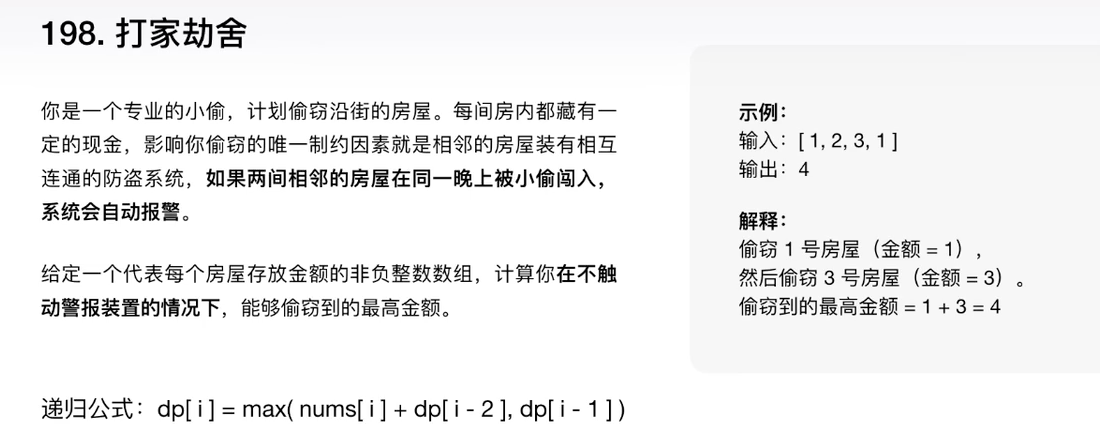 198. 打家劫舍
你是一个专业的小偷，计划偷窃沿街的房屋。每间房内都藏有一
定的现金，影响你偷窃的唯一制约因素就是相邻的房屋装有相互
连通的防盗系统，如果两间相邻的房屋在同一晚上被小偷闯入，
系统会自动报警。
给定一个代表每个房屋存放金额的非负整数数组，计算你在不触
动警报装置的情况下，能够偷窃到的最高金额。
递归公式：dp[ i ] = max( nums[ i ] + dp[ i - 2 ], dp[ i - 1 ] )
示例：
输入：[ 1, 2, 3, 1 ]
输出：4
解释：
偷窃 1 号房屋（金额 = 1），
然后偷窃 3 号房屋（金额 = 3）。
偷窃到的最高金额 = 1 + 3 = 4